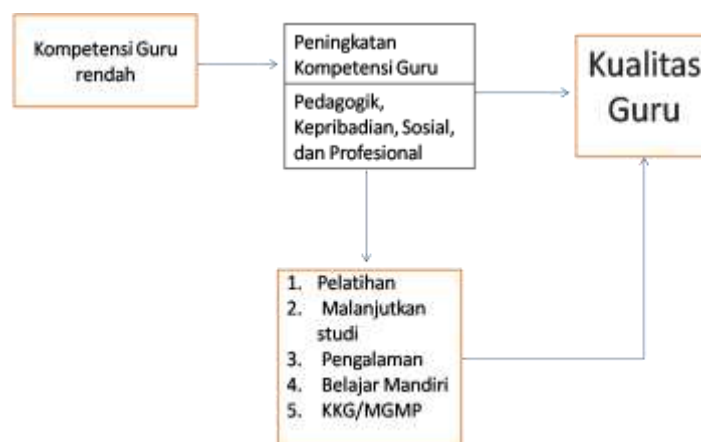 Kompetensi Guru
rendah
Peningkatan
Kompetensi Guru
Pedagogik,
Kepribadian, Sosial,
dan Profesional
Kualitas
Guru
1. Pelatihan
2. Malanjutkan
studi
3. Pengalaman
4. Belajar Mandiri
5. KKG/MGMP